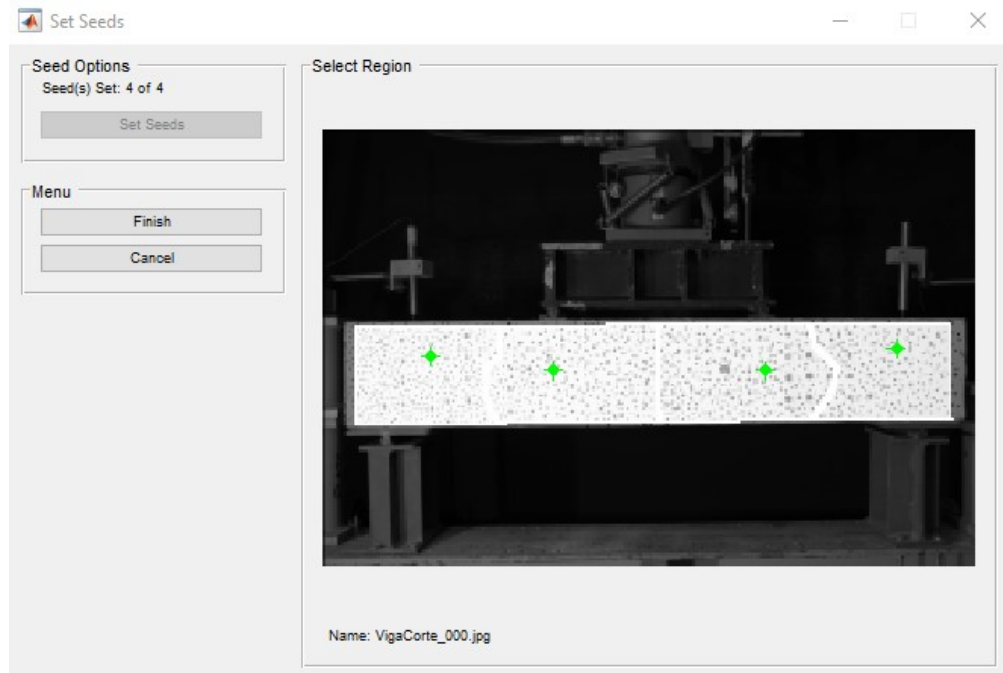 Set Seeds
Seed Options
Seed(s) Set: 4 of 4
Set Seeds
Menu
Finish
Cancel
Select Region
Name: VigaCorte_000.jpg